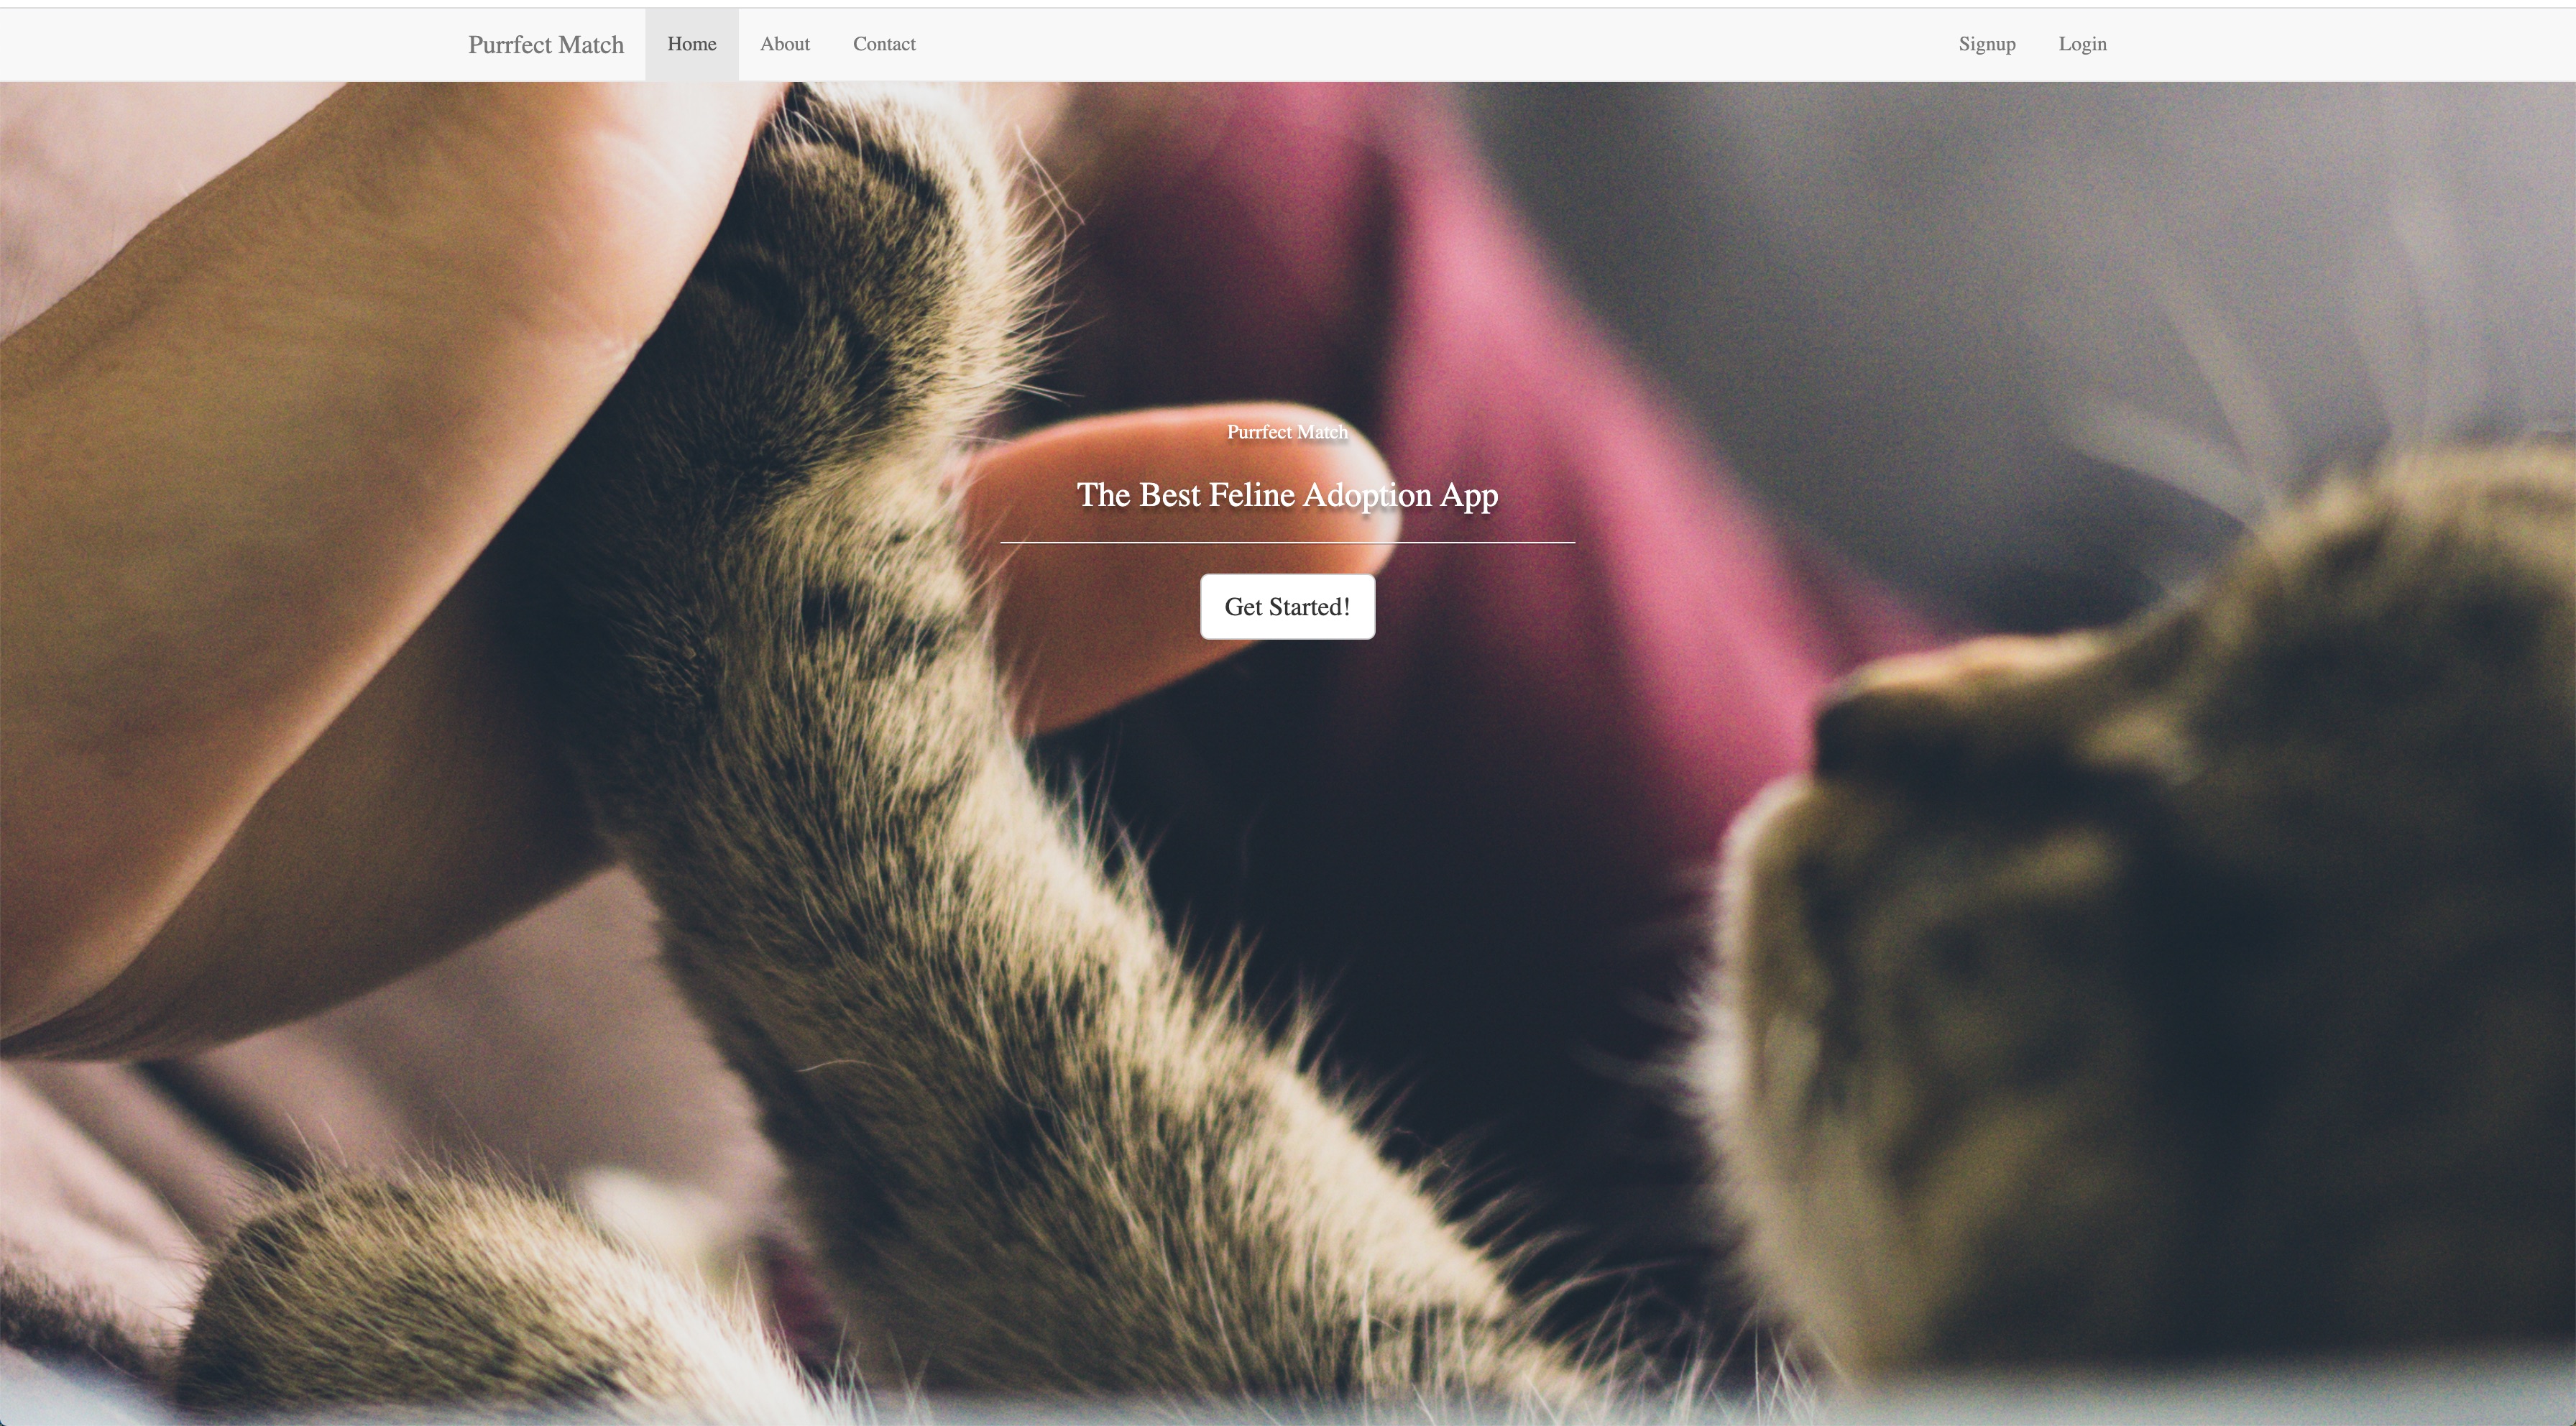 Purrfect Match Home About Contact Signup Login
Purrfect Match
The Best Feline Adoption App
Get Started!